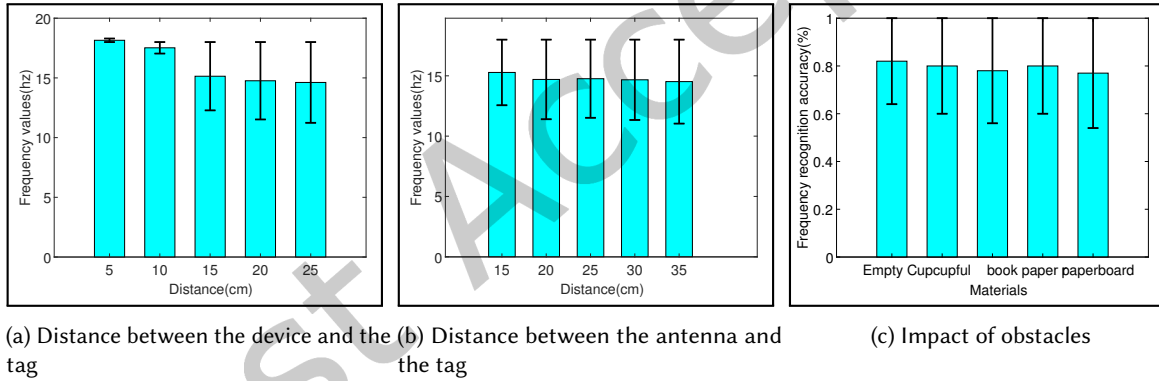 20
15
10
5
0
Frequency values(hz)
5 10 15 20 25
Distance(cm)
(a) Distance between the device and the
tag
15
10
5
0
Frequency values(hz)
15 20 25 30 35
Distance(cm)
(b) Distance between the antenna and
the tag
1
0.8
0.6
0.4
0.2
0
Frequency recognition accuracy(%)
Empty Cupcupful book paper paperboard
Materials
(c) Impact of obstacles
st Accep